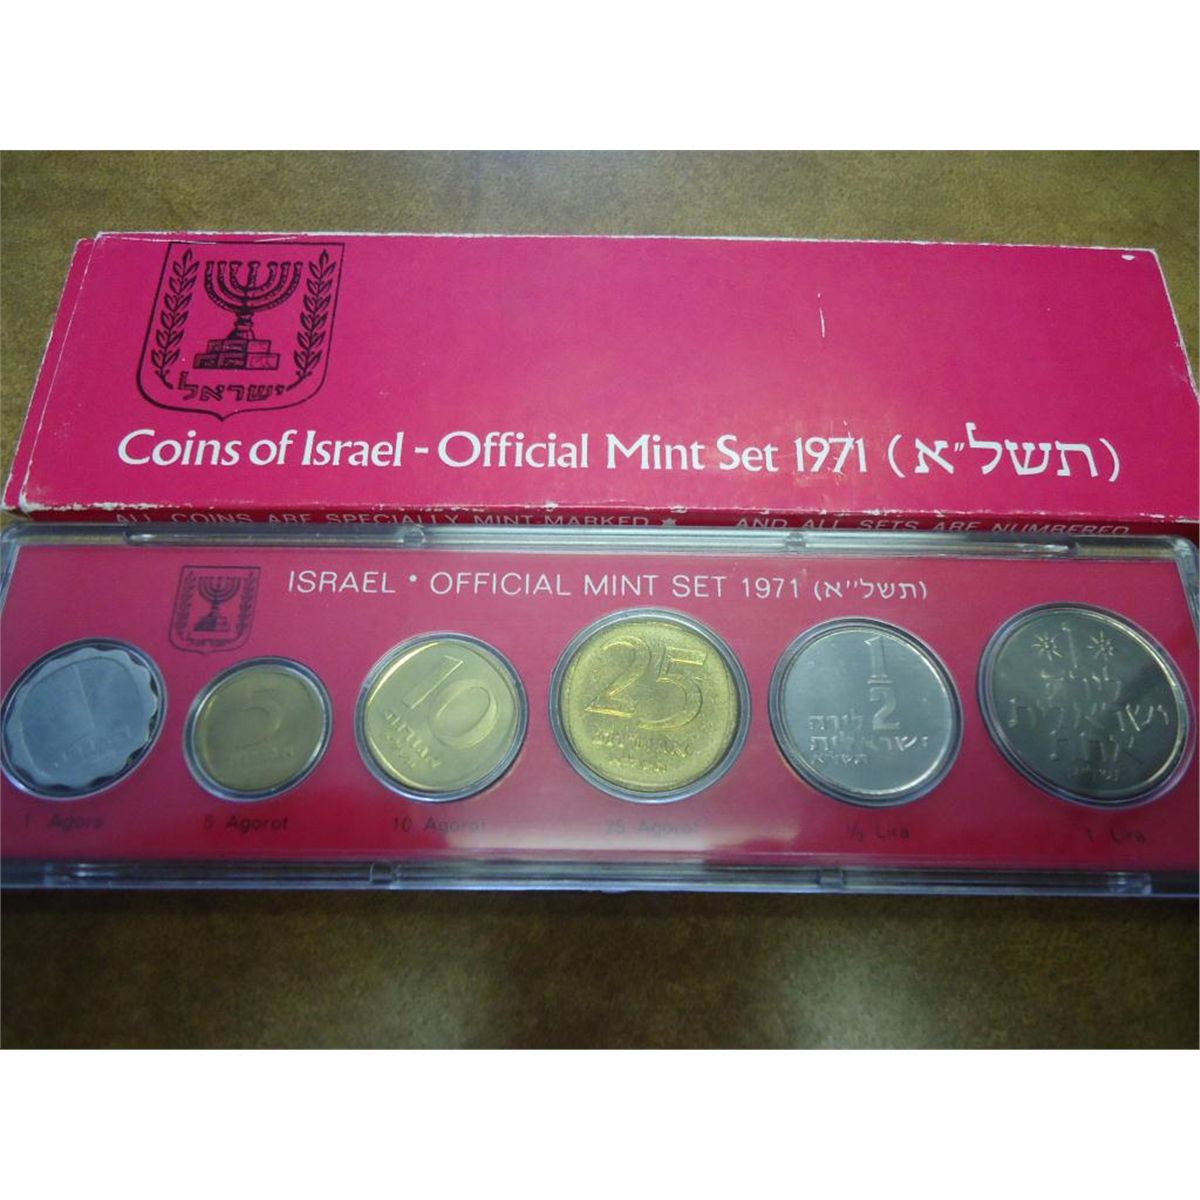 ישראל
Coins of Israel - Official Mint Set 1971 (תשל״א)
ALL COINS ARE SPECIALLY MINT-MARKED ★ AND ALL SETS ARE NUMBERED
ISRAEL • OFFICIAL MINT SET 1971 (תשל״א)
1
5
10
25
1/2
לירה
ישראלית
תשל״א
1
לירה
ישראלית
אחת
1 Agora
5 Agorot
10 Agorot
25 Agorot
1/2 Lira
1 Lira